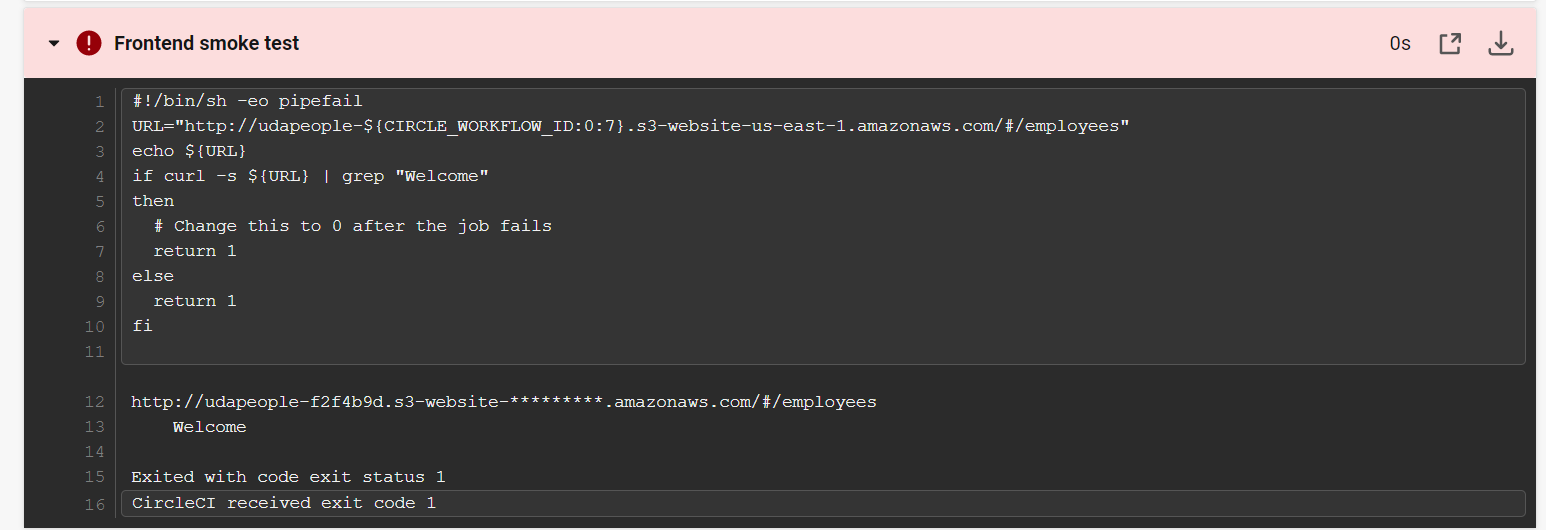 Frontend smoke test
0s
1 #!/bin/sh -eo pipefail
2 URL="http://udapeople-${CIRCLE_WORKFLOW_ID:0:7}.s3-website-us-east-1.amazonaws.com/#/employees"
3 echo ${URL}
4 if curl -s ${URL} | grep "Welcome"
5 then
6   # Change this to 0 after the job fails
7   return 1
8 else
9   return 1
10 fi
11
12 http://udapeople-f2f4b9d.s3-website-*********.amazonaws.com/#/employees
13     Welcome
14
15 Exited with code exit status 1
16 CircleCI received exit code 1